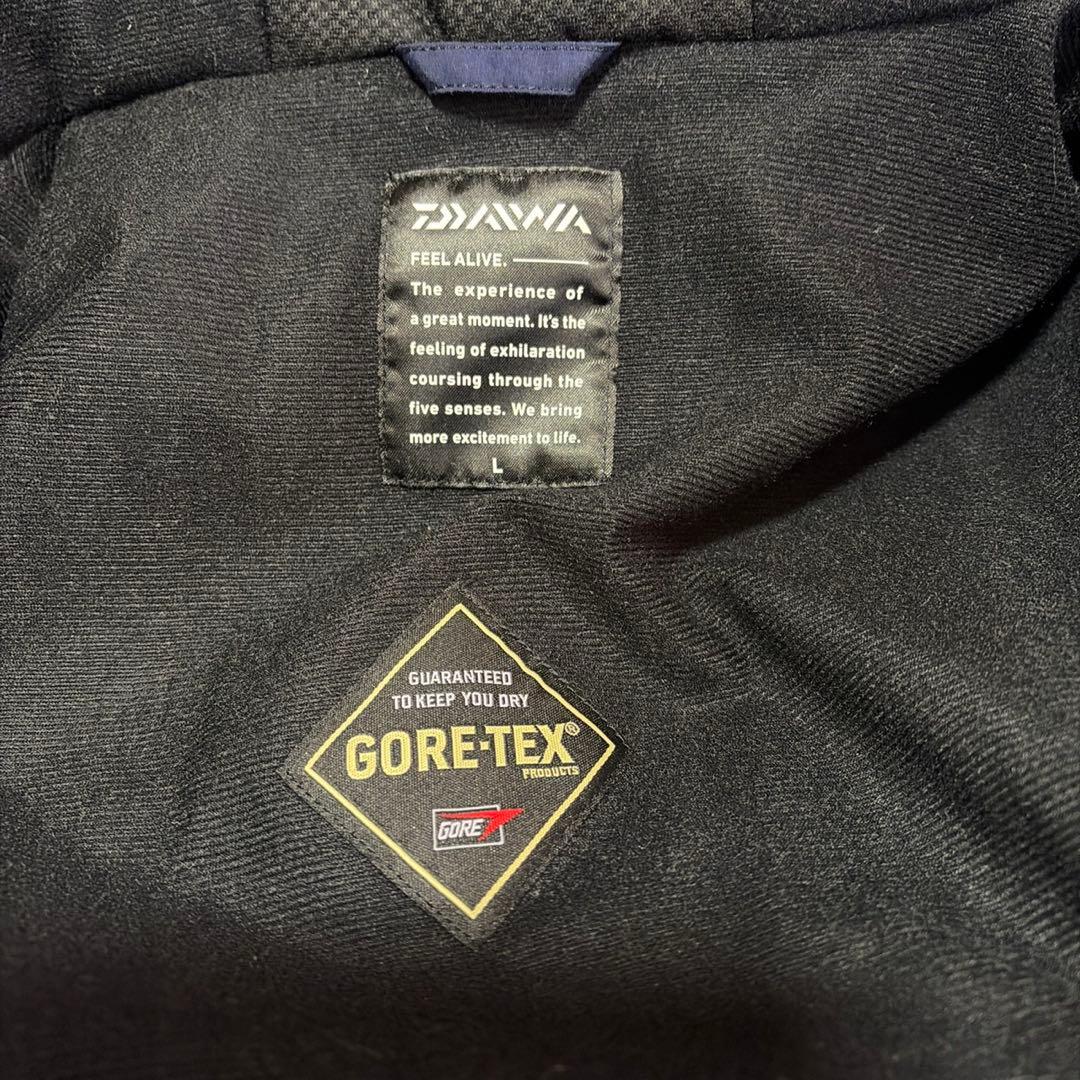 DAIWA
FEEL ALIVE.
The experience of
a great moment. It's the
feeling of exhilaration
coursing through the
five senses. We bring
more excitement to life.
L
GUARANTEED
TO KEEP YOU DRY
GORE-TEX®
PRODUCTS
GORE